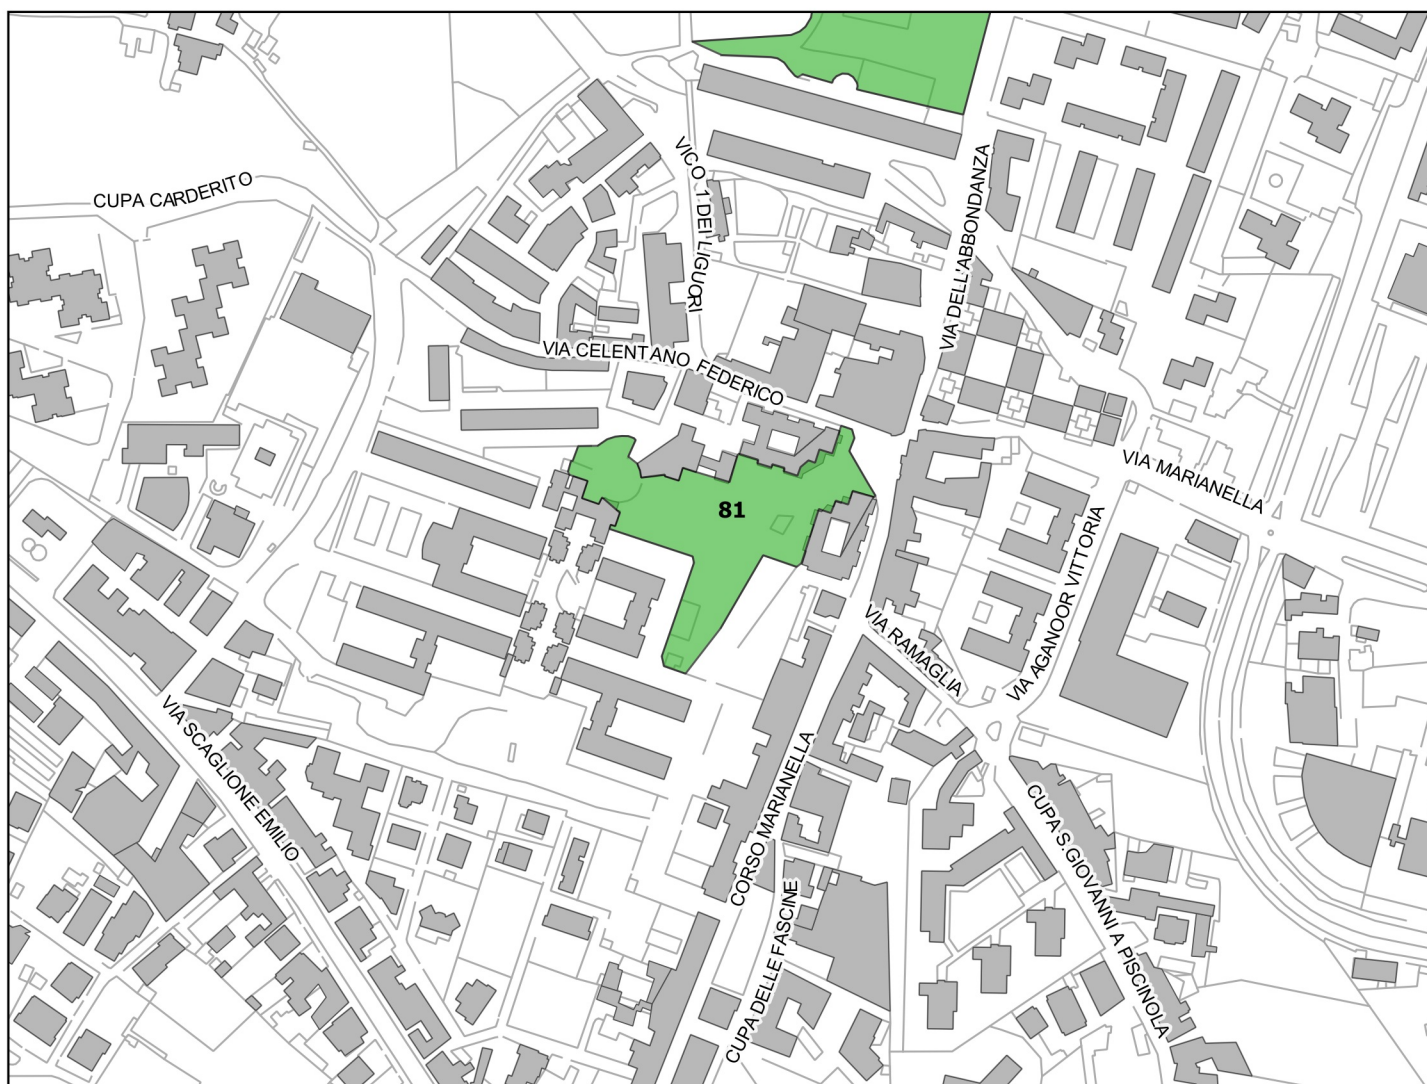 CUPA CARDERITO
VICO 1 DEI LIGUORI
VIA DELL'ABBONDANZA
VIA CELENTANO FEDERICO
VIA MARIANELLA
81
VIA AGANOOR VITTORIA
VIA RAMAGLIA
VIA SCAGLIONE EMILIO
CORSO MARIANELLA
CUPA S.GIOVANNI A PISCINOLA
CUPA DELLE FASCINE